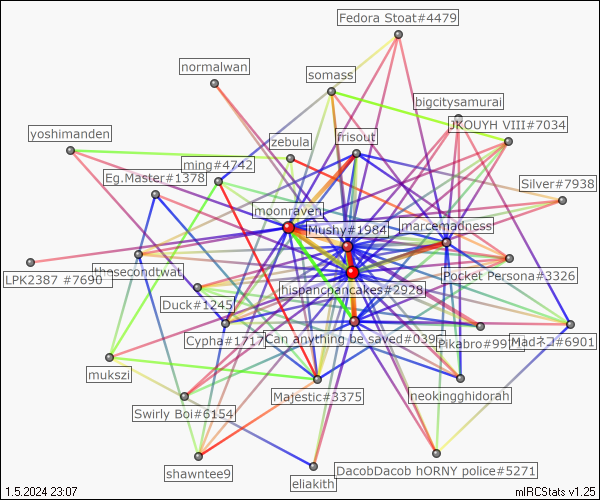 Fedora Stoat#4479
normalwan
somass
bigcitysamurai
JKOUYH VIII#7034
yoshimanden
zebula
frisout
ming#4742
Eg.Master#1378
Silver#7938
moonraven
Mushy#1984
marcemadness
LPK2387 #7690
thesecondtwat
Pocket Persona#3326
hispancpancakes#2928
Duck#1245
Cypha#1717
Can anything be saved#039
Pikabro#99
Madネコ#6901
mukszi
Majestic#3375
neokingghidorah
Swirly Boi#6154
shawntee9
eliakith
DacobDacob hORNY police#5271
1.5.2024 23:07
mIRCStats v1.25